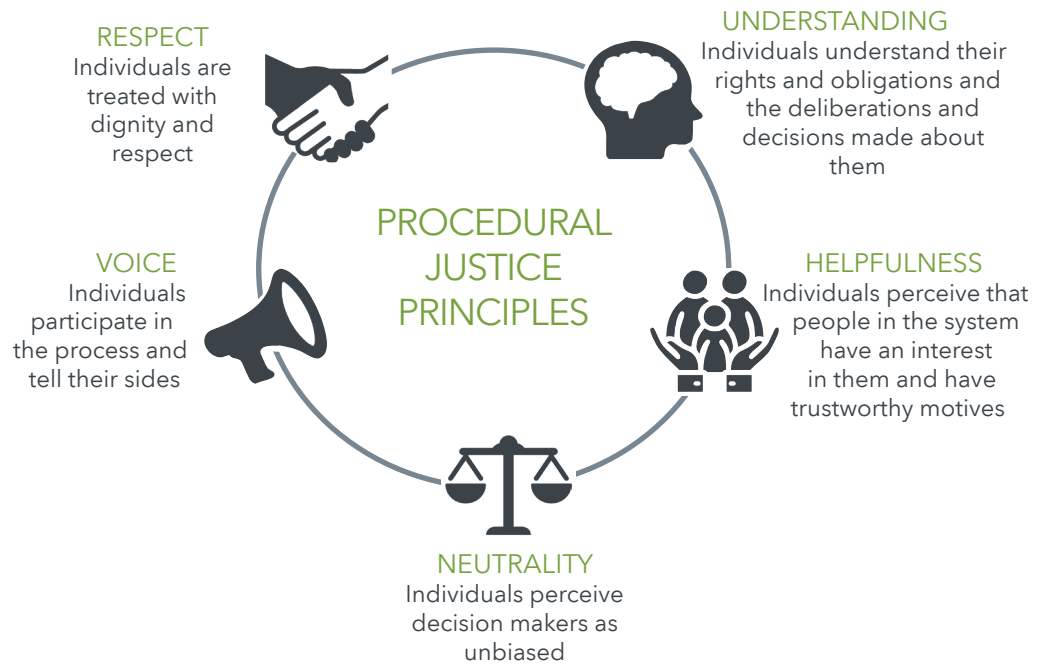 RESPECT
Individuals are
treated with
dignity and
respect
UNDERSTANDING
Individuals understand their
rights and obligations and
the deliberations and
decisions made about
them
PROCEDURAL
JUSTICE
PRINCIPLES
VOICE
Individuals
participate in
the process and
tell their sides
HELPFULNESS
Individuals perceive that
people in the system
have an interest
in them and have
trustworthy motives
NEUTRALITY
Individuals perceive
decision makers as
unbiased